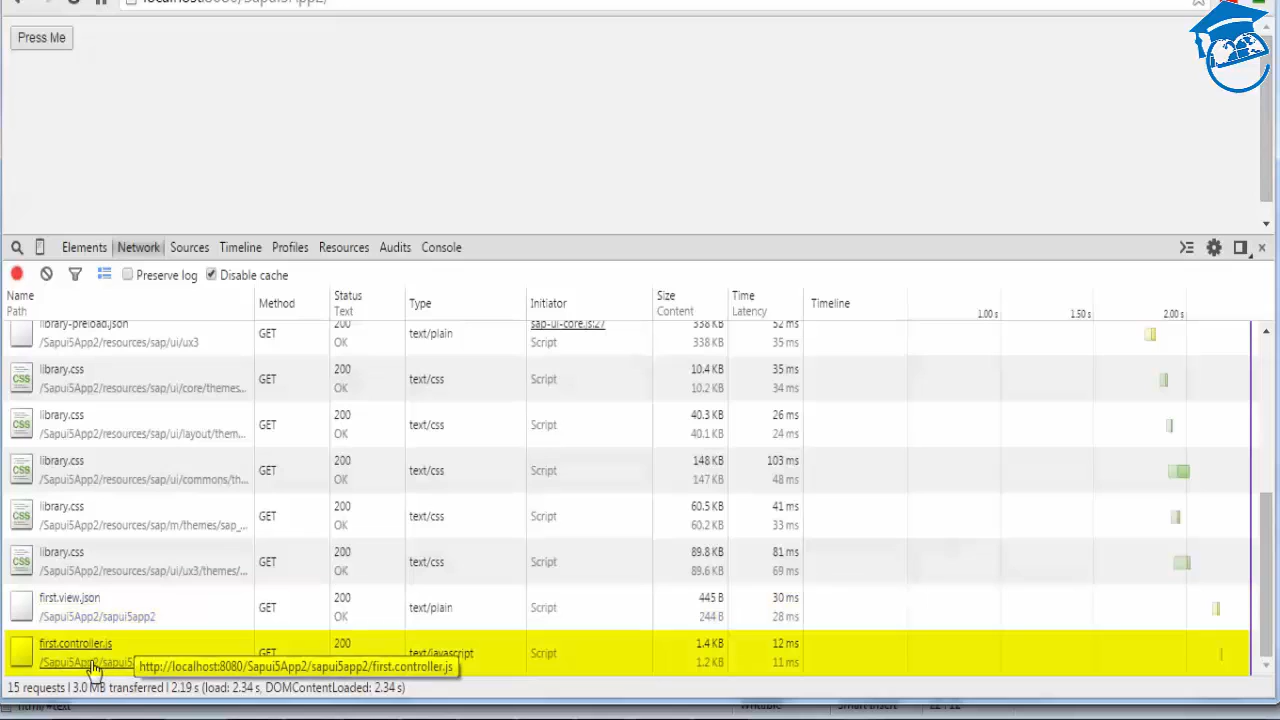 localhost:8080/Sapui5App2/
Press Me
Elements Network Sources Timeline Profiles Resources Audits Console
Preserve log Disable cache
Name Method Status Type Initiator Size Time Timeline
Path Text Content Latency 1.00 s 1.50 s 2.00 s
library-preload.json GET 200 text/plain sap-ui-core.js:27 338 KB 52 ms
/Sapui5App2/resources/sap/ui/ux3 OK Script 338 KB 35 ms
library.css GET 200 text/css Script 10.4 KB 35 ms
/Sapui5App2/resources/sap/ui/core/themes... OK 10.2 KB 34 ms
library.css GET 200 text/css Script 40.3 KB 26 ms
/Sapui5App2/resources/sap/ui/layout/them... OK 40.1 KB 24 ms
library.css GET 200 text/css Script 148 KB 103 ms
/Sapui5App2/resources/sap/ui/commons/th... OK 147 KB 48 ms
library.css GET 200 text/css Script 60.5 KB 41 ms
/Sapui5App2/resources/sap/m/themes/sap_... OK 60.2 KB 33 ms
library.css GET 200 text/css Script 89.8 KB 81 ms
/Sapui5App2/resources/sap/ui/ux3/themes/... OK 89.6 KB 69 ms
first.view.json GET 200 text/plain Script 445 B 30 ms
/Sapui5App2/sapui5app2 OK 244 B 28 ms
first.controller.js GET 200 text/javascript Script 1.4 KB 12 ms
/Sapui5App2/sapui5 1.2 KB 11 ms
http://localhost:8080/Sapui5App2/sapui5app2/first.controller.js
15 requests | 3.0 MB transferred | 2.19 s (load: 2.34 s, DOMContentLoaded: 2.34 s)
html/#text Writable Smart Insert 12 : 12